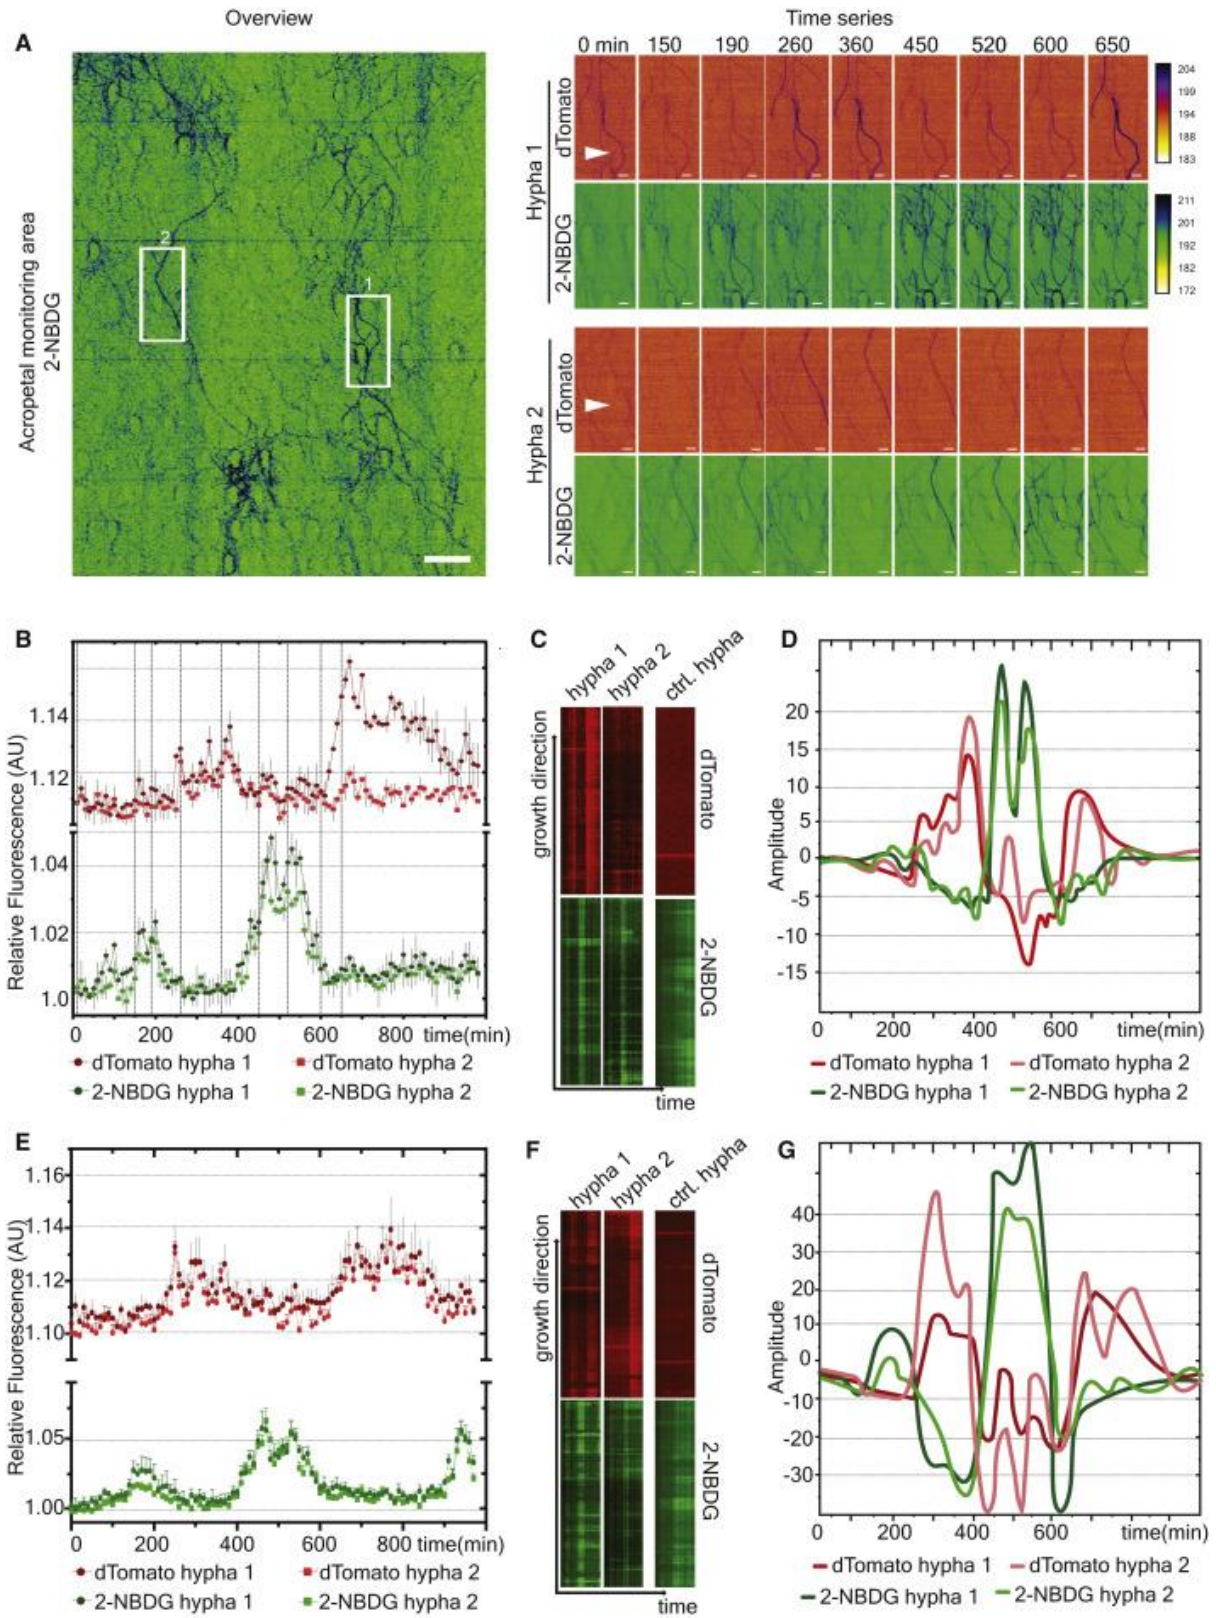 Overview
Time series
A
0 min 150 190 260 360 450 520 600 650
Acropetal monitoring area
2-NBDG
2
1
Hypha 1
dTomato
2-NBDG
204
199
194
188
183
211
201
192
182
172
Hypha 2
dTomato
2-NBDG
B
Relative Fluorescence (AU)
1.14
1.12
1.04
1.02
1.0
0 200 400 600 800 time(min)
dTomato hypha 1 dTomato hypha 2
2-NBDG hypha 1 2-NBDG hypha 2
C
hypha 1 hypha 2 ctrl. hypha
growth direction
dTomato
2-NBDG
time
D
Amplitude
20
15
10
5
0
-5
-10
-15
0 200 400 600 time(min)
dTomato hypha 1 dTomato hypha 2
2-NBDG hypha 1 2-NBDG hypha 2
E
Relative Fluorescence (AU)
1.16
1.14
1.12
1.10
1.05
1.00
0 200 400 600 800 time(min)
dTomato hypha 1 dTomato hypha 2
2-NBDG hypha 1 2-NBDG hypha 2
F
hypha 1 hypha 2 ctrl. hypha
growth direction
dTomato
2-NBDG
time
G
Amplitude
40
30
20
10
0
-10
-20
-30
0 200 400 600 time(min)
dTomato hypha 1 dTomato hypha 2
2-NBDG hypha 1 2-NBDG hypha 2